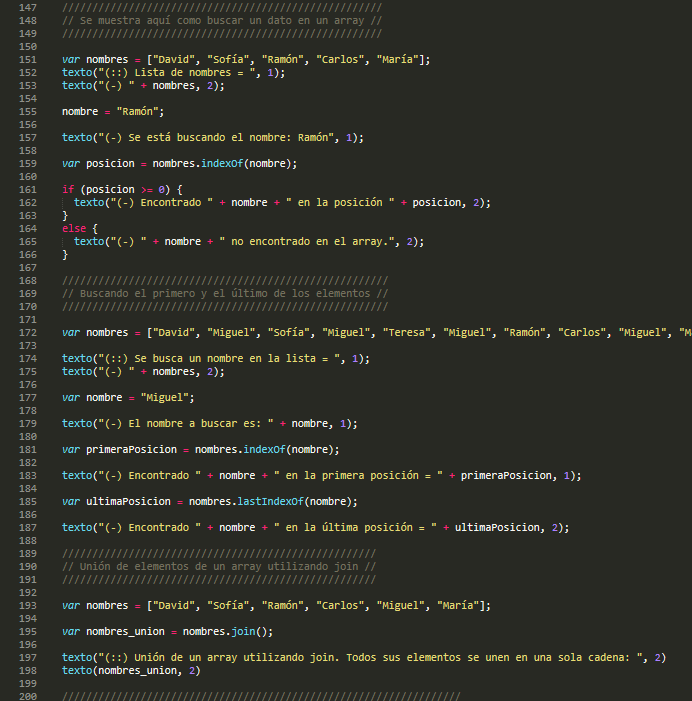 147 /////////////////////////////////////////////////////
148 // Se muestra aquí como buscar un dato en un array //
149 /////////////////////////////////////////////////////
150
151 var nombres = ["David", "Sofía", "Ramón", "Carlos", "María"];
152 texto("(::) Lista de nombres = ", 1);
153 texto("(-) " + nombres, 2);
154
155 nombre = "Ramón";
156
157 texto("(-) Se está buscando el nombre: Ramón", 1);
158
159 var posicion = nombres.indexOf(nombre);
160
161 if (posicion >= 0) {
162   texto("(-) Encontrado " + nombre + " en la posición " + posicion, 2);
163 }
164 else {
165   texto("(-) " + nombre + " no encontrado en el array.", 2);
166 }
167
168 //////////////////////////////////////////////////////
169 // Buscando el primero y el último de los elementos //
170 //////////////////////////////////////////////////////
171
172 var nombres = ["David", "Miguel", "Sofía", "Miguel", "Teresa", "Miguel", "Ramón", "Carlos", "Miguel", "M
173
174 texto("(::) Se busca un nombre en la lista = ", 1);
175 texto("(-) " + nombres, 2);
176
177 var nombre = "Miguel";
178
179 texto("(-) El nombre a buscar es: " + nombre, 1);
180
181 var primeraPosicion = nombres.indexOf(nombre);
182
183 texto("(-) Encontrado " + nombre + " en la primera posición = " + primeraPosicion, 1);
184
185 var ultimaPosicion = nombres.lastIndexOf(nombre);
186
187 texto("(-) Encontrado " + nombre + " en la última posición = " + ultimaPosicion, 2);
188
189 ////////////////////////////////////////////////////
190 // Unión de elementos de un array utilizando join //
191 ////////////////////////////////////////////////////
192
193 var nombres = ["David", "Sofía", "Ramón", "Carlos", "Miguel", "María"];
194
195 var nombres_union = nombres.join();
196
197 texto("(::) Unión de un array utilizando join. Todos sus elementos se unen en una sola cadena: ", 2)
198 texto(nombres_union, 2)
199
200 //////////////////////////////////////////////////////////////////